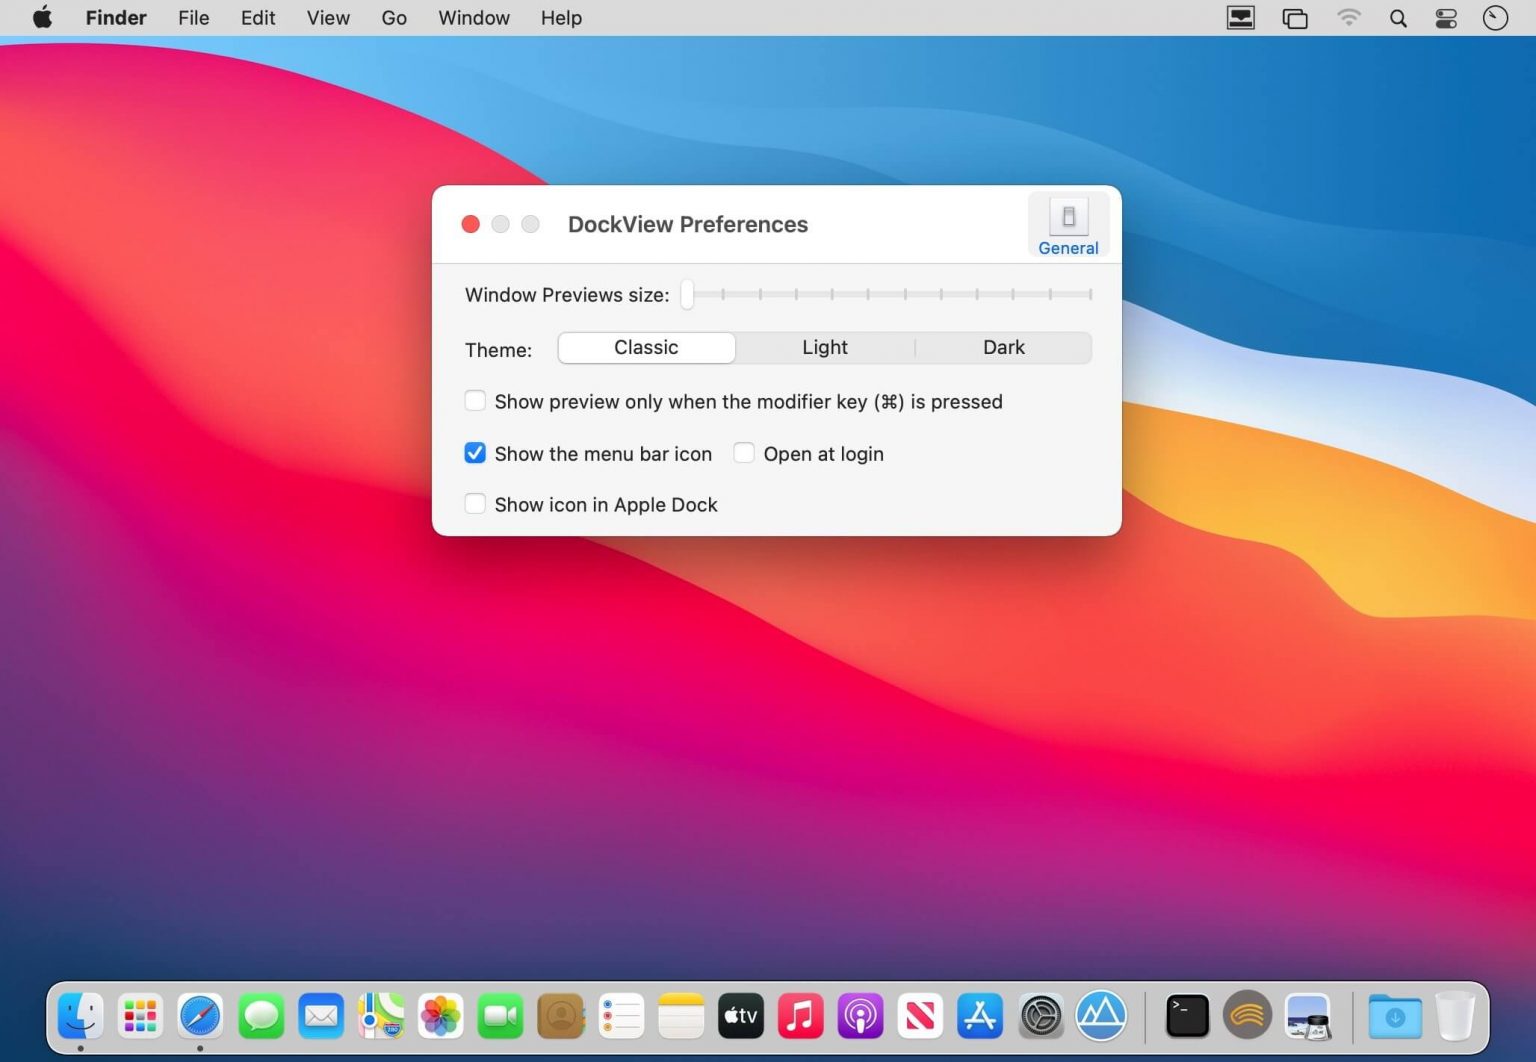 Finder File Edit View Go Window Help
DockView Preferences
General
Window Previews size:
Theme: Classic Light Dark
Show preview only when the modifier key (⌘) is pressed
Show the menu bar icon Open at login
Show icon in Apple Dock
tv
>_
280